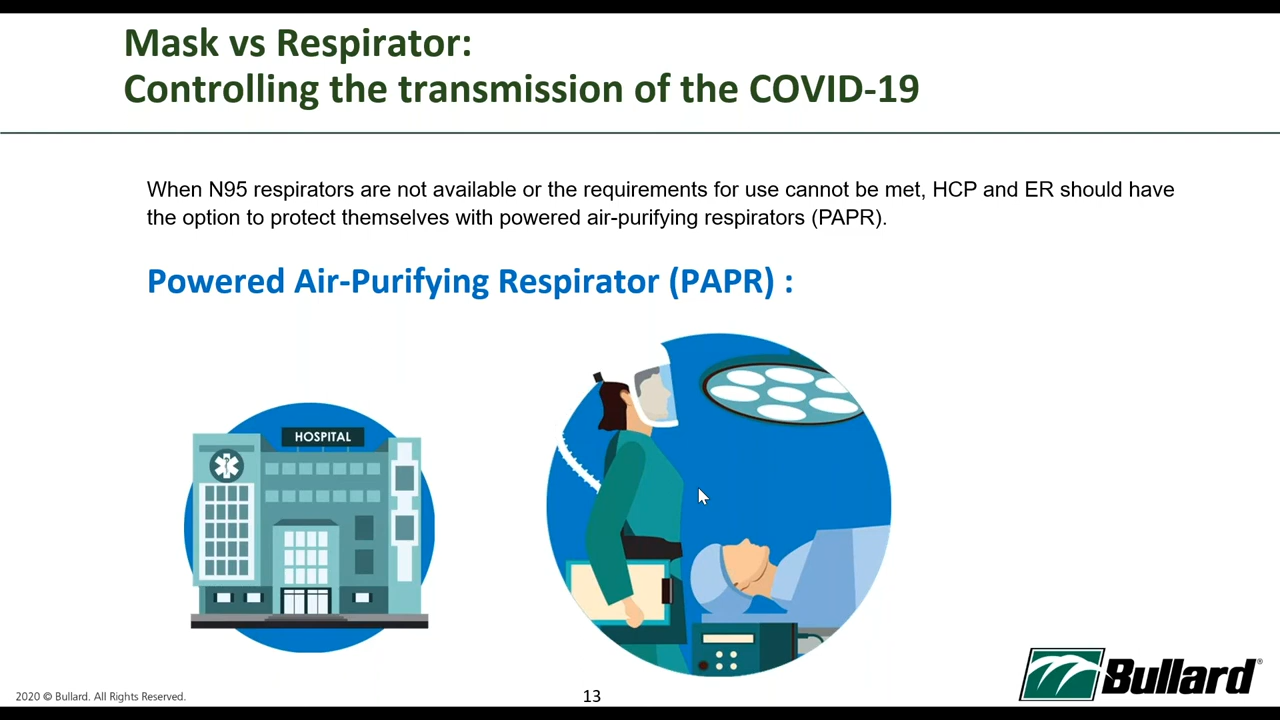 Mask vs Respirator:
Controlling the transmission of the COVID-19
When N95 respirators are not available or the requirements for use cannot be met, HCP and ER should have
the option to protect themselves with powered air-purifying respirators (PAPR).
Powered Air-Purifying Respirator (PAPR) :
HOSPITAL
2020 © Bullard. All Rights Reserved.
13
Bullard®